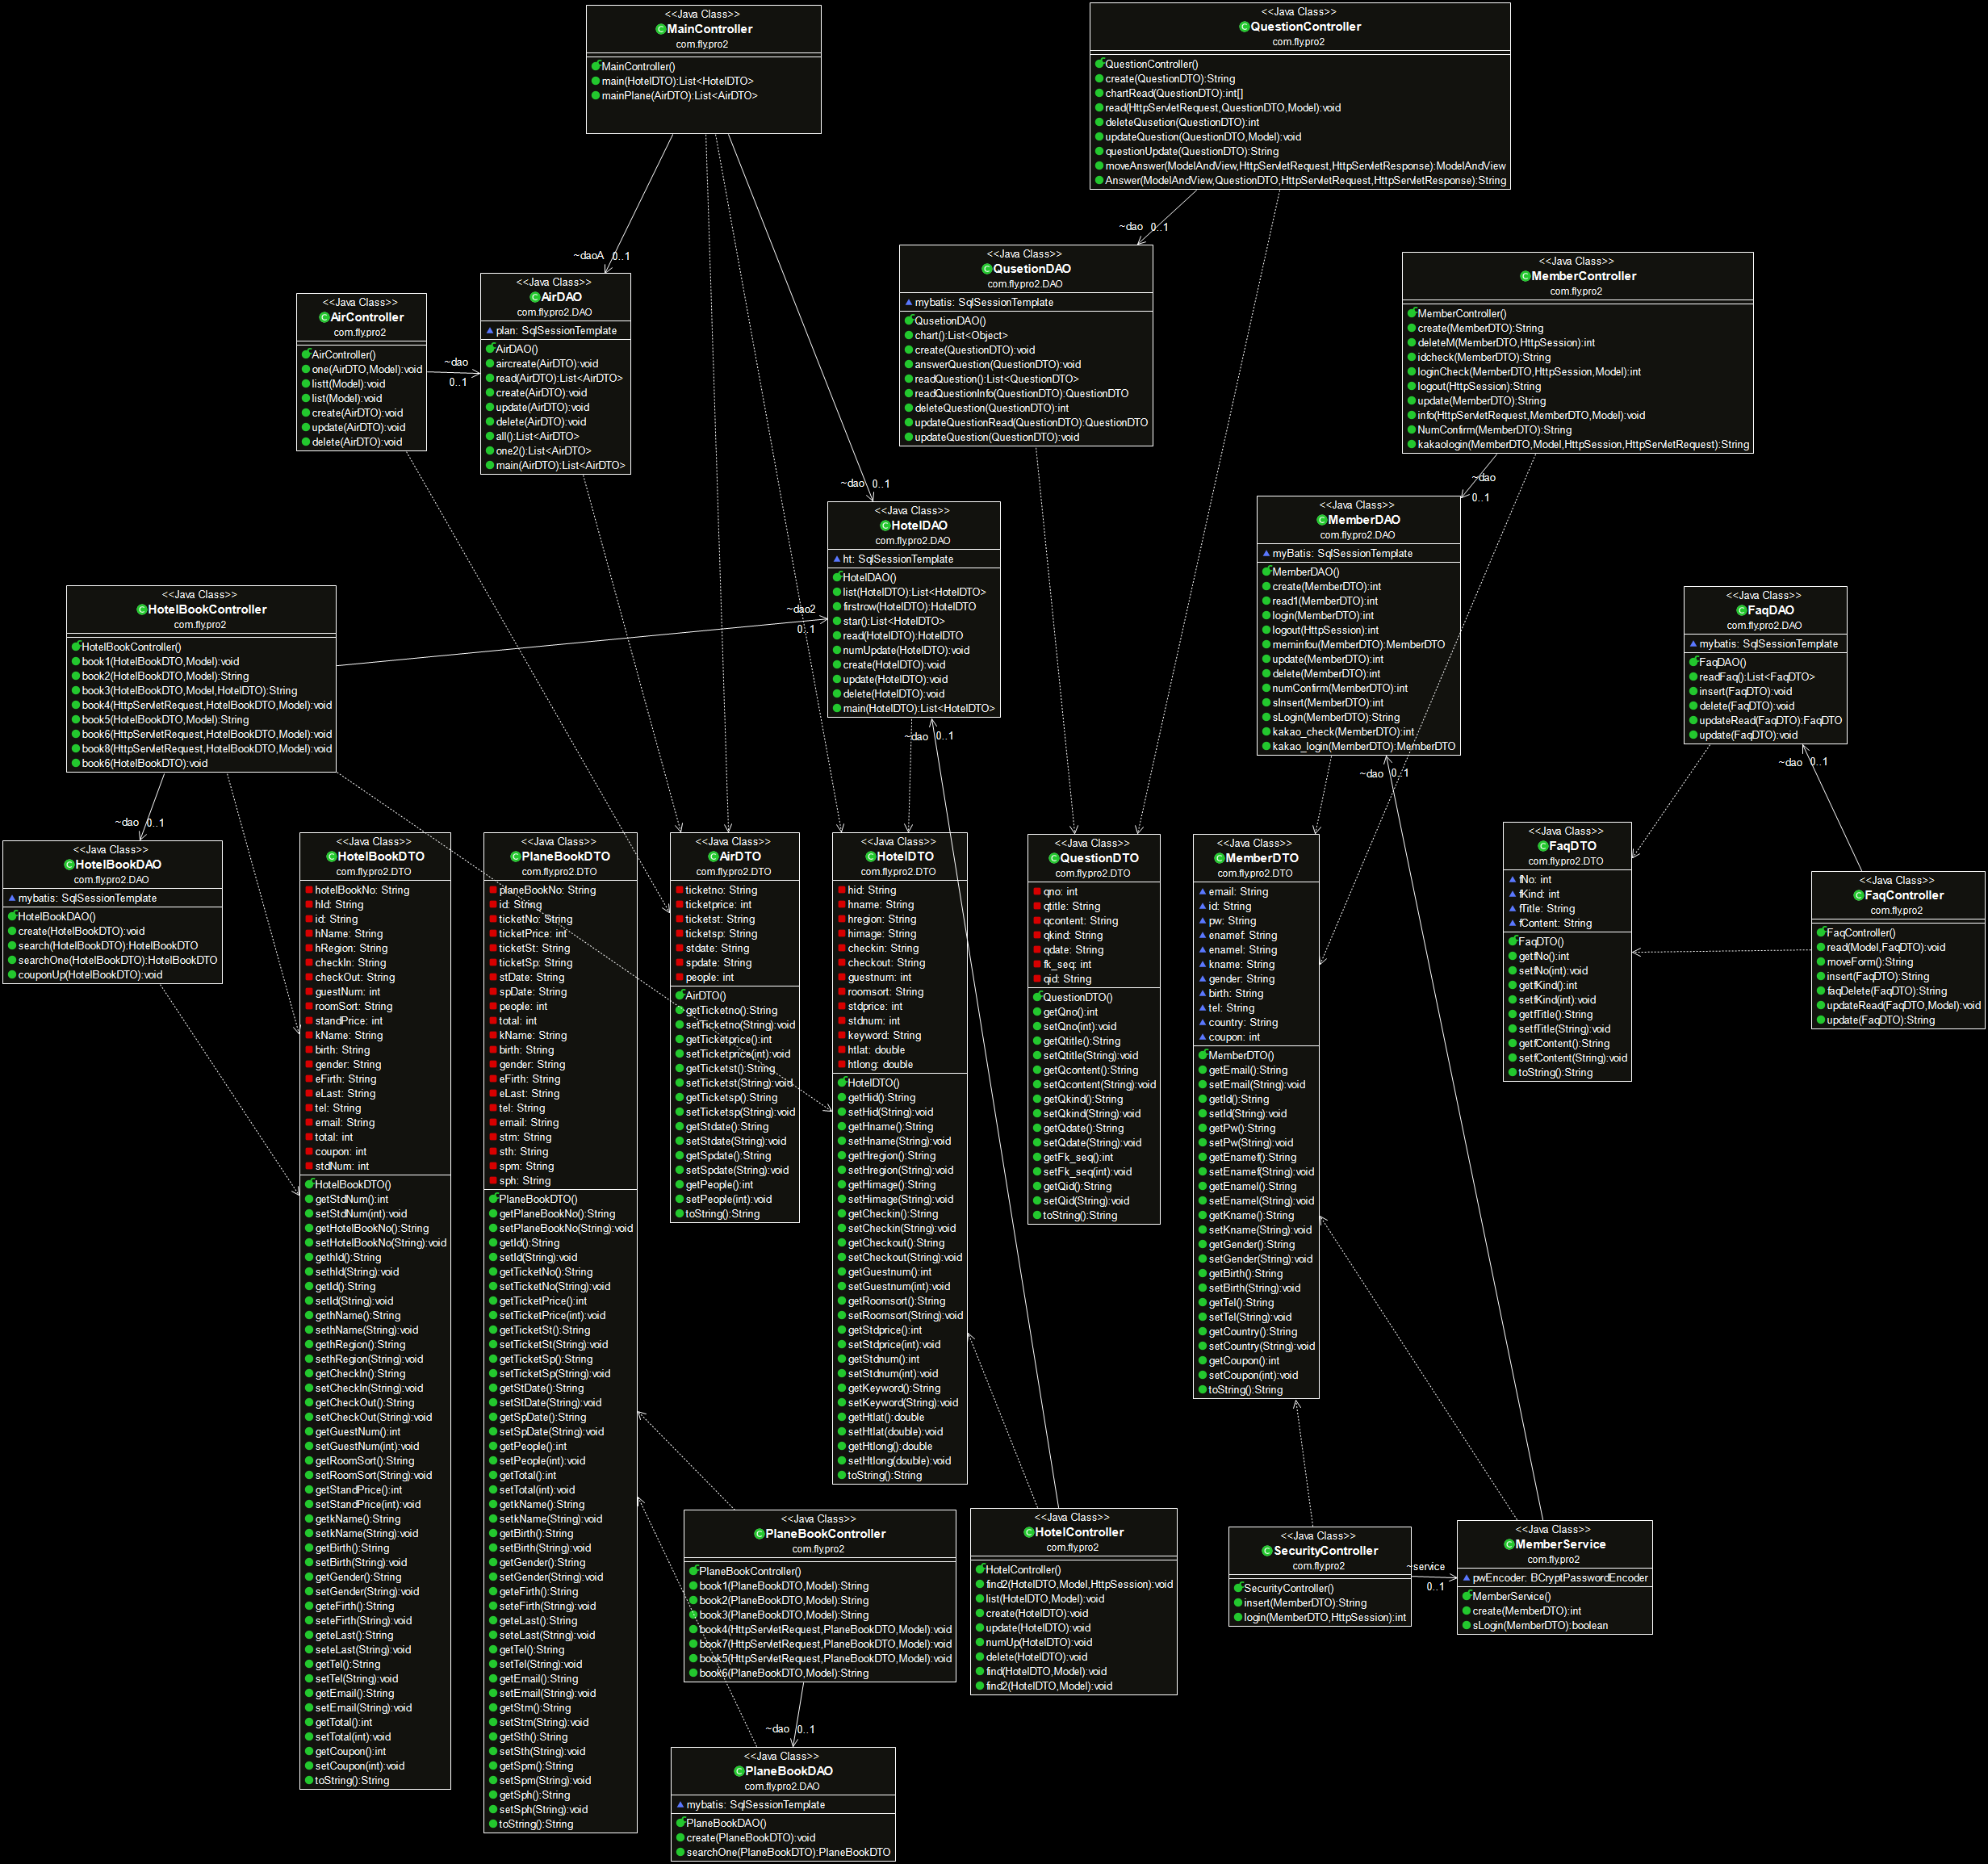 <<Java Class>>
MainController
com.fly.pro2
MainController()
main(HotelDTO):List<HotelDTO>
mainPlane(AirDTO):List<AirDTO>
<<Java Class>>
QuestionController
com.fly.pro2
QuestionController()
create(QuestionDTO):String
chartRead(QuestionDTO):int[]
read(HttpServletRequest,QuestionDTO,Model):void
deleteQusetion(QuestionDTO):int
updateQuestion(QuestionDTO,Model):void
questionUpdate(QuestionDTO):String
moveAnswer(ModelAndView,HttpServletRequest,HttpServletResponse):ModelAndView
Answer(ModelAndView,QuestionDTO,HttpServletRequest,HttpServletResponse):String
~daoA 0..1
~dao 0..1
<<Java Class>>
AirController
com.fly.pro2
AirController()
one(AirDTO,Model):void
listt(Model):void
list(Model):void
create(AirDTO):void
update(AirDTO):void
delete(AirDTO):void
~dao
0..1
<<Java Class>>
AirDAO
com.fly.pro2.DAO
plan: SqlSessionTemplate
AirDAO()
aircreate(AirDTO):void
read(AirDTO):List<AirDTO>
create(AirDTO):void
update(AirDTO):void
delete(AirDTO):void
all():List<AirDTO>
one2():List<AirDTO>
main(AirDTO):List<AirDTO>
<<Java Class>>
QusetionDAO
com.fly.pro2.DAO
mybatis: SqlSessionTemplate
QusetionDAO()
chart():List<Object>
create(QuestionDTO):void
answerQuestion(QuestionDTO):void
readQuestion():List<QuestionDTO>
readQuestionInfo(QuestionDTO):QuestionDTO
deleteQuestion(QuestionDTO):int
updateQuestionRead(QuestionDTO):QuestionDTO
updateQuestion(QuestionDTO):void
<<Java Class>>
MemberController
com.fly.pro2
MemberController()
create(MemberDTO):String
deleteM(MemberDTO,HttpSession):int
idcheck(MemberDTO):String
loginCheck(MemberDTO,HttpSession,Model):int
logout(HttpSession):String
update(MemberDTO):String
info(HttpServletRequest,MemberDTO,Model):void
NumConfirm(MemberDTO):String
kakaologin(MemberDTO,Model,HttpSession,HttpServletRequest):String
~dao 0..1
~dao
0..1
<<Java Class>>
HotelDAO
com.fly.pro2.DAO
ht: SqlSessionTemplate
HotelDAO()
list(HotelDTO):List<HotelDTO>
firstrow(HotelDTO):HotelDTO
star():List<HotelDTO>
read(HotelDTO):HotelDTO
numUpdate(HotelDTO):void
create(HotelDTO):void
update(HotelDTO):void
delete(HotelDTO):void
main(HotelDTO):List<HotelDTO>
<<Java Class>>
MemberDAO
com.fly.pro2.DAO
myBatis: SqlSessionTemplate
MemberDAO()
create(MemberDTO):int
read1(MemberDTO):int
login(MemberDTO):int
logout(HttpSession):int
meminfou(MemberDTO):MemberDTO
update(MemberDTO):int
delete(MemberDTO):int
numConfirm(MemberDTO):int
sInsert(MemberDTO):int
sLogin(MemberDTO):String
kakao_check(MemberDTO):int
kakao_login(MemberDTO):MemberDTO
<<Java Class>>
HotelBookController
com.fly.pro2
HotelBookController()
book1(HotelBookDTO,Model):void
book2(HotelBookDTO,Model):String
book3(HotelBookDTO,Model,HotelDTO):String
book4(HttpServletRequest,HotelBookDTO,Model):void
book5(HotelBookDTO,Model):String
book6(HttpServletRequest,HotelBookDTO,Model):void
book8(HttpServletRequest,HotelBookDTO,Model):void
book6(HotelBookDTO):void
~dao2
0..1
<<Java Class>>
FaqDAO
com.fly.pro2.DAO
mybatis: SqlSessionTemplate
FaqDAO()
readFaq():List<FaqDTO>
insert(FaqDTO):void
delete(FaqDTO):void
updateRead(FaqDTO):FaqDTO
update(FaqDTO):void
~dao 0..1
~dao 0..1
~dao 0..1
~dao 0..1
<<Java Class>>
HotelBookDAO
com.fly.pro2.DAO
mybatis: SqlSessionTemplate
HotelBookDAO()
create(HotelBookDTO):void
search(HotelBookDTO):HotelBookDTO
searchOne(HotelBookDTO):HotelBookDTO
couponUp(HotelBookDTO):void
<<Java Class>>
HotelBookDTO
com.fly.pro2.DTO
hotelBookNo: String
hId: String
id: String
hName: String
hRegion: String
checkIn: String
checkOut: String
guestNum: int
roomSort: String
standPrice: int
kName: String
birth: String
gender: String
eFirth: String
eLast: String
tel: String
email: String
total: int
coupon: int
stdNum: int
HotelBookDTO()
getStdNum():int
setStdNum(int):void
getHotelBookNo():String
setHotelBookNo(String):void
gethId():String
sethId(String):void
getId():String
setId(String):void
gethName():String
sethName(String):void
gethRegion():String
sethRegion(String):void
getCheckIn():String
setCheckIn(String):void
getCheckOut():String
setCheckOut(String):void
getGuestNum():int
setGuestNum(int):void
getRoomSort():String
setRoomSort(String):void
getStandPrice():int
setStandPrice(int):void
getkName():String
setkName(String):void
getBirth():String
setBirth(String):void
getGender():String
setGender(String):void
geteFirth():String
seteFirth(String):void
geteLast():String
seteLast(String):void
getTel():String
setTel(String):void
getEmail():String
setEmail(String):void
getTotal():int
setTotal(int):void
getCoupon():int
setCoupon(int):void
toString():String
<<Java Class>>
PlaneBookDTO
com.fly.pro2.DTO
planeBookNo: String
id: String
ticketNo: String
ticketPrice: int
ticketSt: String
ticketSp: String
stDate: String
spDate: String
people: int
total: int
kName: String
birth: String
gender: String
eFirth: String
eLast: String
tel: String
email: String
stm: String
sth: String
spm: String
sph: String
PlaneBookDTO()
getPlaneBookNo():String
setPlaneBookNo(String):void
getId():String
setId(String):void
getTicketNo():String
setTicketNo(String):void
getTicketPrice():int
setTicketPrice(int):void
getTicketSt():String
setTicketSt(String):void
getTicketSp():String
setTicketSp(String):void
getStDate():String
setStDate(String):void
getSpDate():String
setSpDate(String):void
getPeople():int
setPeople(int):void
getTotal():int
setTotal(int):void
getkName():String
setkName(String):void
getBirth():String
setBirth(String):void
getGender():String
setGender(String):void
geteFirth():String
seteFirth(String):void
geteLast():String
seteLast(String):void
getTel():String
setTel(String):void
getEmail():String
setEmail(String):void
getStm():String
setStm(String):void
getSth():String
setSth(String):void
getSpm():String
setSpm(String):void
getSph():String
setSph(String):void
toString():String
<<Java Class>>
AirDTO
com.fly.pro2.DTO
ticketno: String
ticketprice: int
ticketst: String
ticketsp: String
stdate: String
spdate: String
people: int
AirDTO()
getTicketno():String
setTicketno(String):void
getTicketprice():int
setTicketprice(int):void
getTicketst():String
setTicketst(String):void
getTicketsp():String
setTicketsp(String):void
getStdate():String
setStdate(String):void
getSpdate():String
setSpdate(String):void
getPeople():int
setPeople(int):void
toString():String
<<Java Class>>
HotelDTO
com.fly.pro2.DTO
hid: String
hname: String
hregion: String
himage: String
checkin: String
checkout: String
guestnum: int
roomsort: String
stdprice: int
stdnum: int
keyword: String
htlat: double
htlong: double
HotelDTO()
getHid():String
setHid(String):void
getHname():String
setHname(String):void
getHregion():String
setHregion(String):void
getHimage():String
setHimage(String):void
getCheckin():String
setCheckin(String):void
getCheckout():String
setCheckout(String):void
getGuestnum():int
setGuestnum(int):void
getRoomsort():String
setRoomsort(String):void
getStdprice():int
setStdprice(int):void
getStdnum():int
setStdnum(int):void
getKeyword():String
setKeyword(String):void
getHtlat():double
setHtlat(double):void
getHtlong():double
setHtlong(double):void
toString():String
<<Java Class>>
QuestionDTO
com.fly.pro2.DTO
qno: int
qtitle: String
qcontent: String
qkind: String
qdate: String
fk_seq: int
qid: String
QuestionDTO()
getQno():int
setQno(int):void
getQtitle():String
setQtitle(String):void
getQcontent():String
setQcontent(String):void
getQkind():String
setQkind(String):void
getQdate():String
setQdate(String):void
getFk_seq():int
setFk_seq(int):void
getQid():String
setQid(String):void
toString():String
<<Java Class>>
MemberDTO
com.fly.pro2.DTO
email: String
id: String
pw: String
enamef: String
enamel: String
kname: String
gender: String
birth: String
tel: String
country: String
coupon: int
MemberDTO()
getEmail():String
setEmail(String):void
getId():String
setId(String):void
getPw():String
setPw(String):void
getEnamef():String
setEnamef(String):void
getEnamel():String
setEnamel(String):void
getKname():String
setKname(String):void
getGender():String
setGender(String):void
getBirth():String
setBirth(String):void
getTel():String
setTel(String):void
getCountry():String
setCountry(String):void
getCoupon():int
setCoupon(int):void
toString():String
<<Java Class>>
FaqDTO
com.fly.pro2.DTO
fNo: int
fKind: int
fTitle: String
fContent: String
FaqDTO()
getfNo():int
setfNo(int):void
getfKind():int
setfKind(int):void
getfTitle():String
setfTitle(String):void
getfContent():String
setfContent(String):void
toString():String
<<Java Class>>
FaqController
com.fly.pro2
FaqController()
read(Model,FaqDTO):void
moveForm():String
insert(FaqDTO):String
faqDelete(FaqDTO):String
updateRead(FaqDTO,Model):void
update(FaqDTO):String
<<Java Class>>
PlaneBookController
com.fly.pro2
PlaneBookController()
book1(PlaneBookDTO,Model):String
book2(PlaneBookDTO,Model):String
book3(PlaneBookDTO,Model):String
book4(HttpServletRequest,PlaneBookDTO,Model):void
book7(HttpServletRequest,PlaneBookDTO,Model):void
book5(HttpServletRequest,PlaneBookDTO,Model):void
book6(PlaneBookDTO,Model):String
<<Java Class>>
HotelController
com.fly.pro2
HotelController()
find2(HotelDTO,Model,HttpSession):void
list(HotelDTO,Model):void
create(HotelDTO):void
update(HotelDTO):void
numUp(HotelDTO):void
delete(HotelDTO):void
find(HotelDTO,Model):void
find2(HotelDTO,Model):void
<<Java Class>>
SecurityController
com.fly.pro2
SecurityController()
insert(MemberDTO):String
login(MemberDTO,HttpSession):int
~service
0..1
<<Java Class>>
MemberService
com.fly.pro2
pwEncoder: BCryptPasswordEncoder
MemberService()
create(MemberDTO):int
sLogin(MemberDTO):boolean
~dao 0..1
<<Java Class>>
PlaneBookDAO
com.fly.pro2.DAO
mybatis: SqlSessionTemplate
PlaneBookDAO()
create(PlaneBookDTO):void
searchOne(PlaneBookDTO):PlaneBookDTO